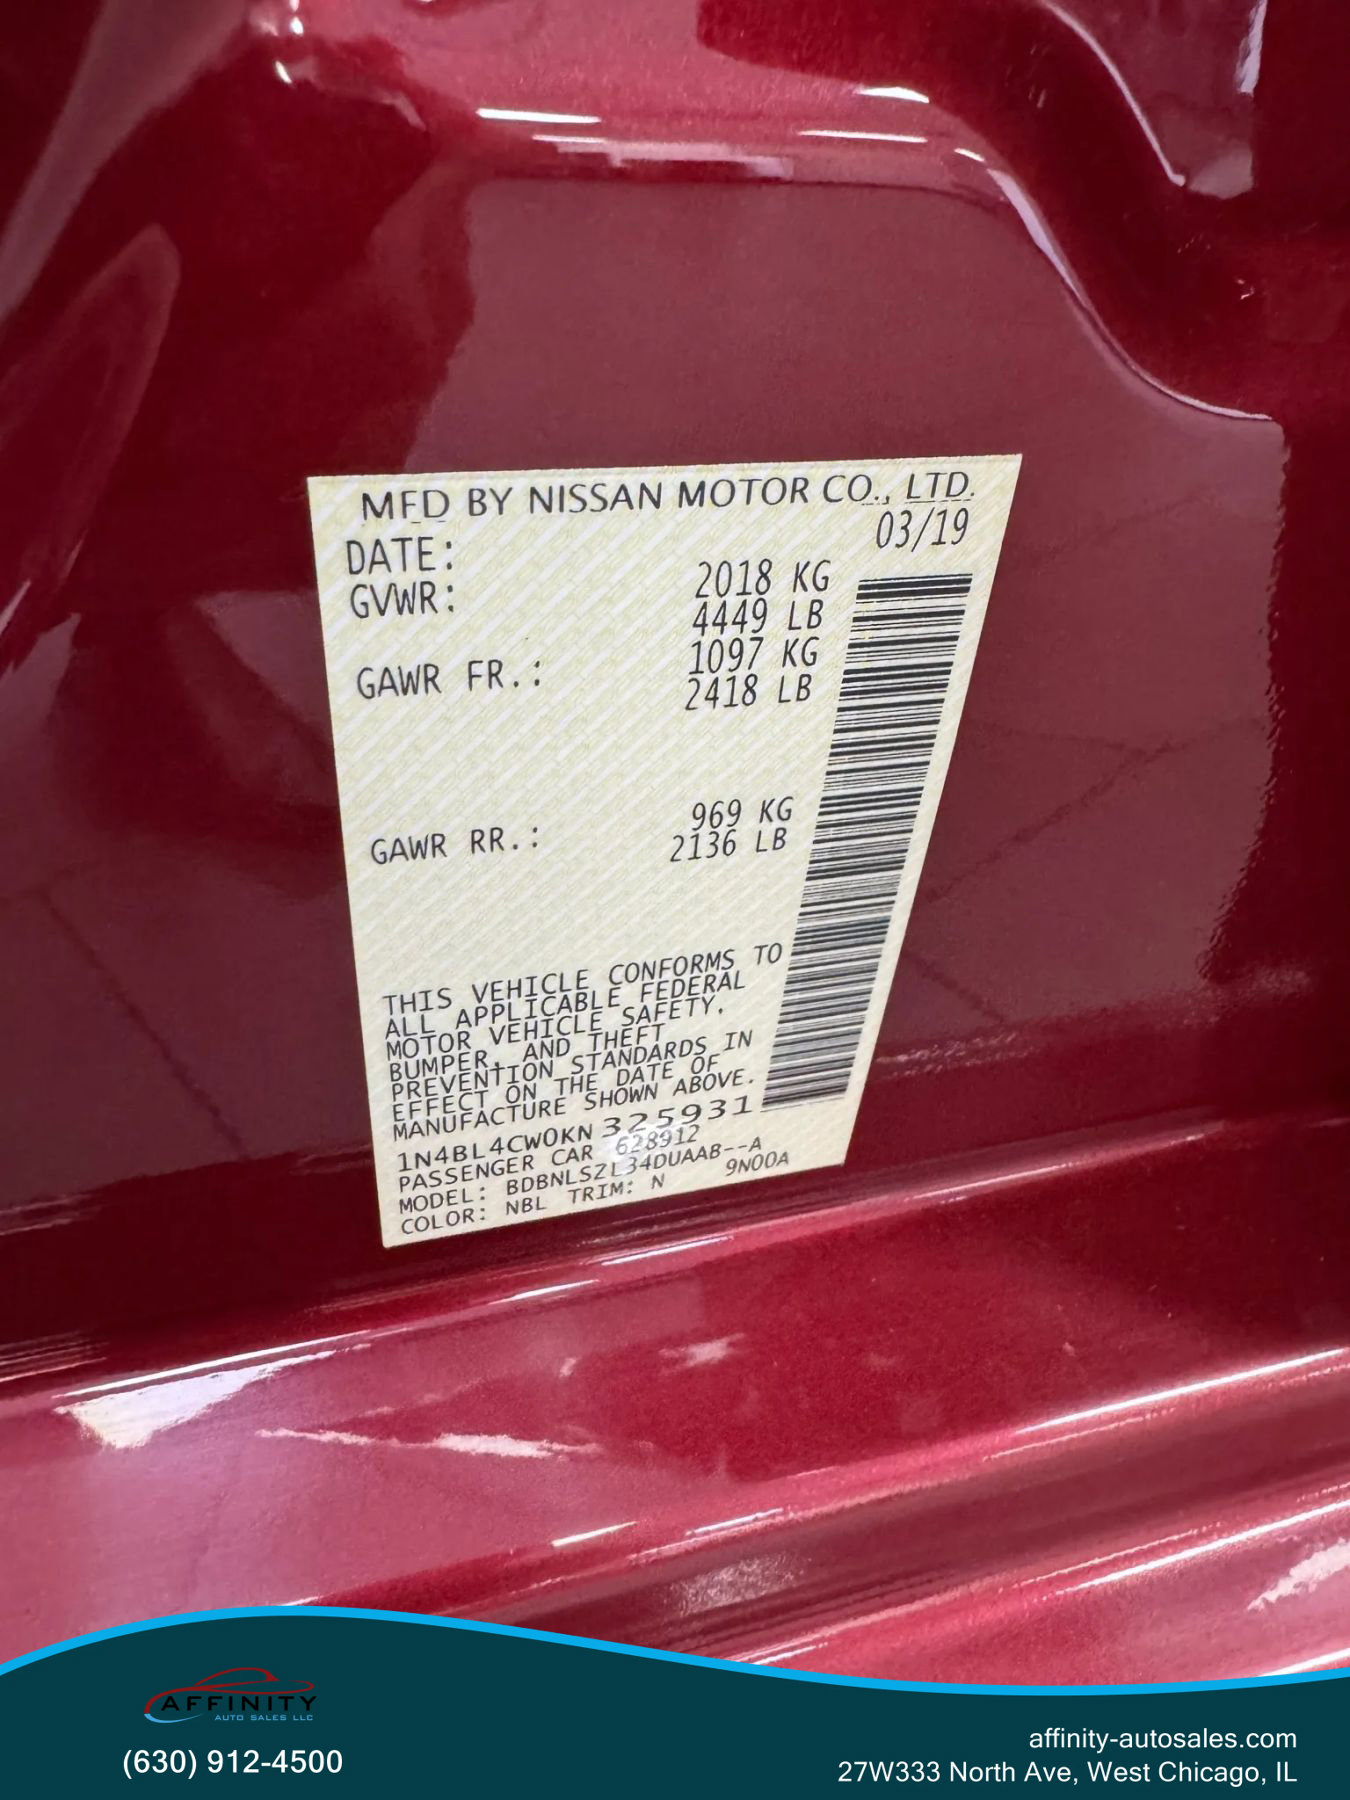 MFD BY NISSAN MOTOR CO., LTD.
DATE: 03/19
GVWR: 2018 KG
4449 LB
GAWR FR.: 1097 KG
2418 LB
GAWR RR.: 969 KG
2136 LB
THIS VEHICLE CONFORMS TO
ALL APPLICABLE FEDERAL
MOTOR VEHICLE SAFETY,
BUMPER, AND THEFT
PREVENTION STANDARDS IN
EFFECT ON THE DATE OF
MANUFACTURE SHOWN ABOVE.
1N4BL4CW0KN 325931
PASSENGER CAR 628912
MODEL: BDBNLSZL34DUAAB--A
COLOR: NBL TRIM: N 9N00A
AFFINITY
AUTO SALES LLC
(630) 912-4500
affinity-autosales.com
27W333 North Ave, West Chicago, IL